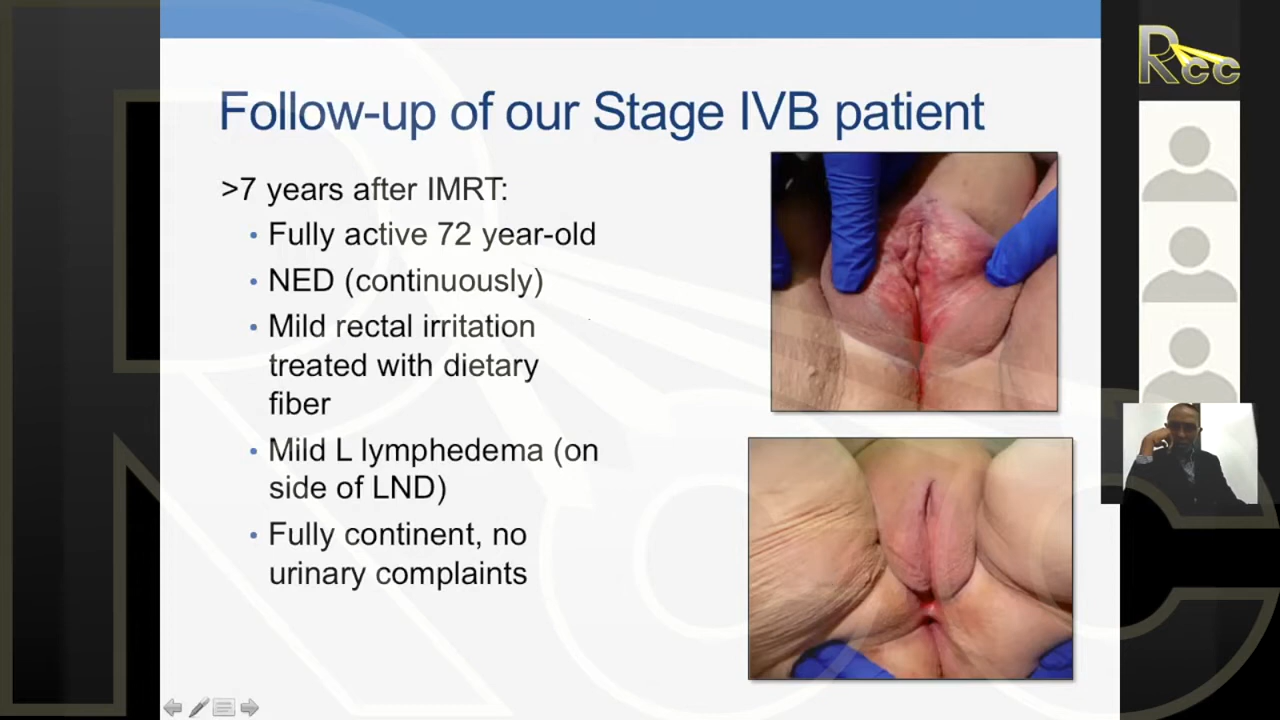 Rcc
Follow-up of our Stage IVB patient
>7 years after IMRT:
• Fully active 72 year-old
• NED (continuously)
• Mild rectal irritation
treated with dietary
fiber
• Mild L lymphedema (on
side of LND)
• Fully continent, no
urinary complaints